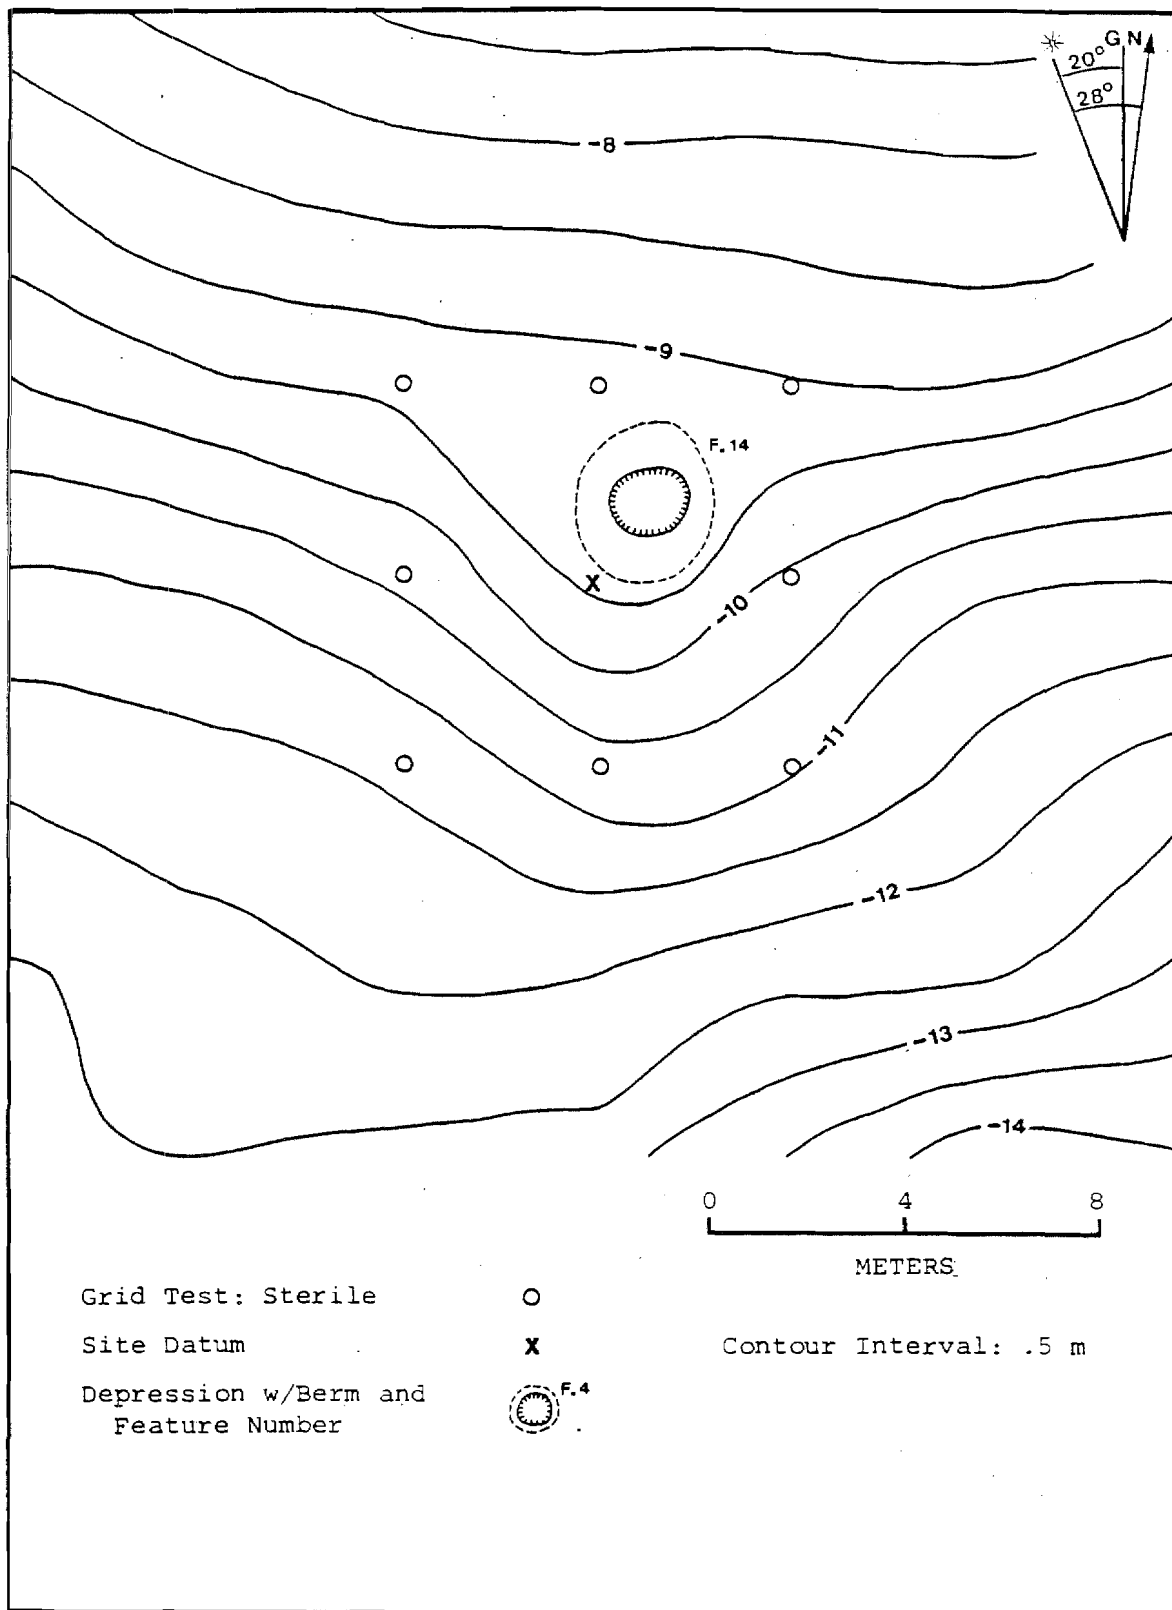 GN
20°
28°
-8
-9
F.14
-10
-11
-12
-13
-14
0 4 8
METERS
Grid Test: Sterile O
Site Datum X
Contour Interval: .5 m
Depression w/Berm and
Feature Number
F.4
X